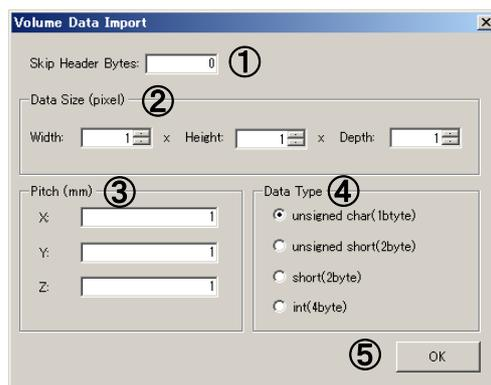 Volume Data Import
Skip Header Bytes: 0 ①
Data Size (pixel) ②
Width: 1 x Height: 1 x Depth: 1
Pitch (mm) ③
X: 1
Y: 1
Z: 1
Data Type ④
unsigned char(1btyte)
unsigned short(2byte)
short(2byte)
int(4byte)
⑤ OK